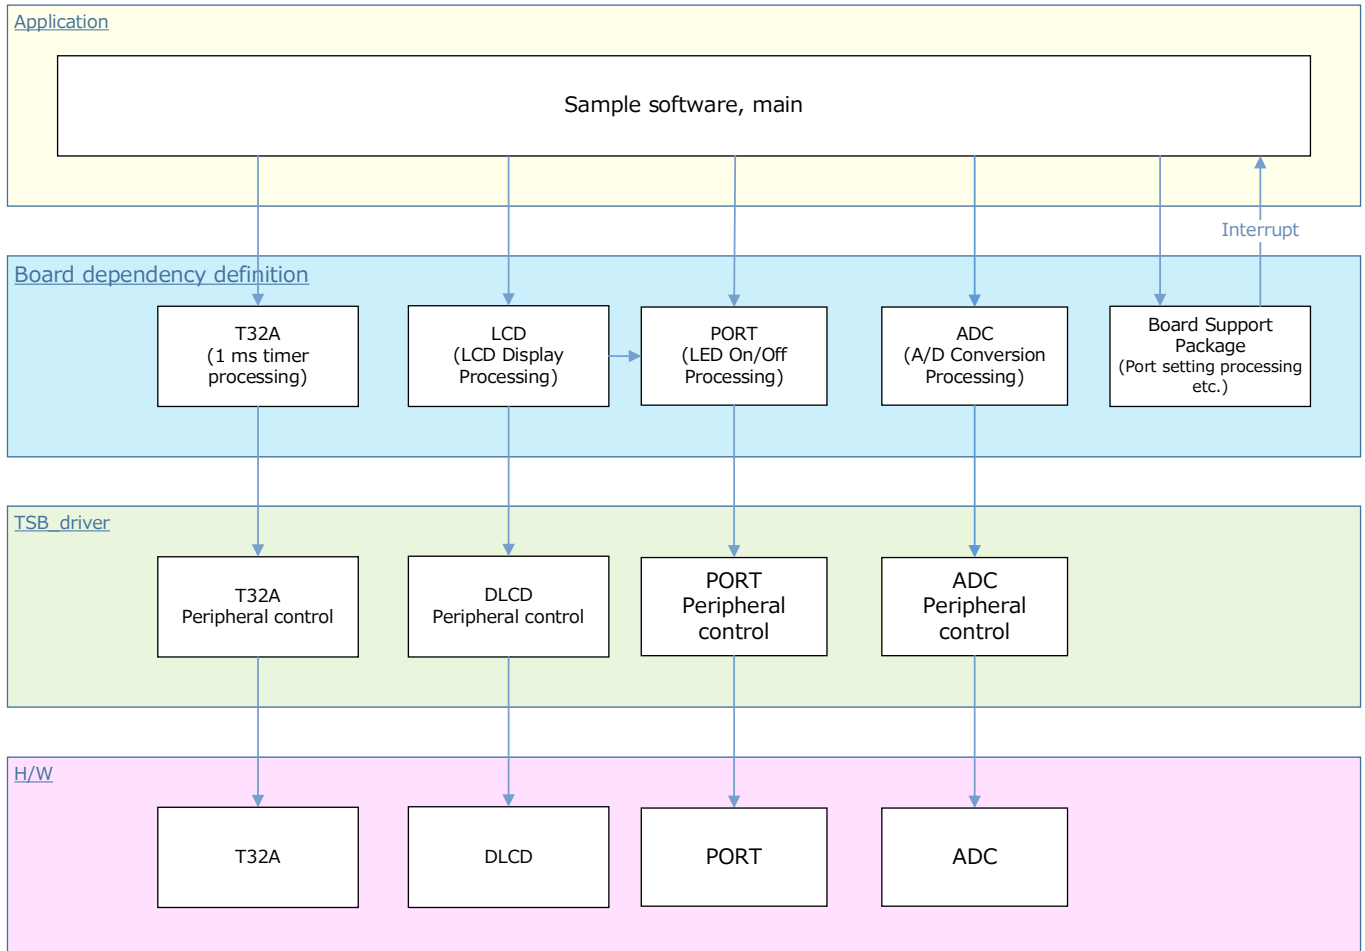 Application
Sample software, main
Interrupt
Board dependency definition
T32A
(1 ms timer
processing)
LCD
(LCD Display
Processing)
PORT
(LED On/Off
Processing)
ADC
(A/D Conversion
Processing)
Board Support
Package
(Port setting processing
etc.)
TSB_driver
T32A
Peripheral control
DLCD
Peripheral control
PORT
Peripheral
control
ADC
Peripheral
control
H/W
T32A
DLCD
PORT
ADC